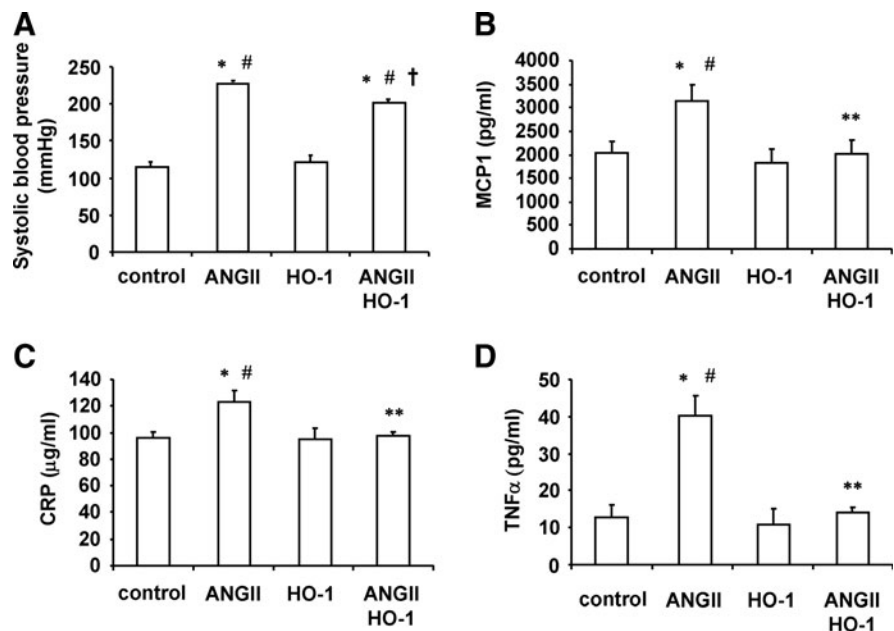 A
Systolic blood pressure
(mmHg)
250
200
150
100
50
0
* #
* # †
control ANGII HO-1 ANGII
HO-1
B
MCP1
(pg/ml)
4000
3500
3000
2500
2000
1500
1000
500
0
* #
**
control ANGII HO-1 ANGII
HO-1
C
CRP (μg/ml)
140
120
100
80
60
40
20
0
* #
**
control ANGII HO-1 ANGII
HO-1
D
TNFα (pg/ml)
50
40
30
20
10
0
* #
**
control ANGII HO-1 ANGII
HO-1